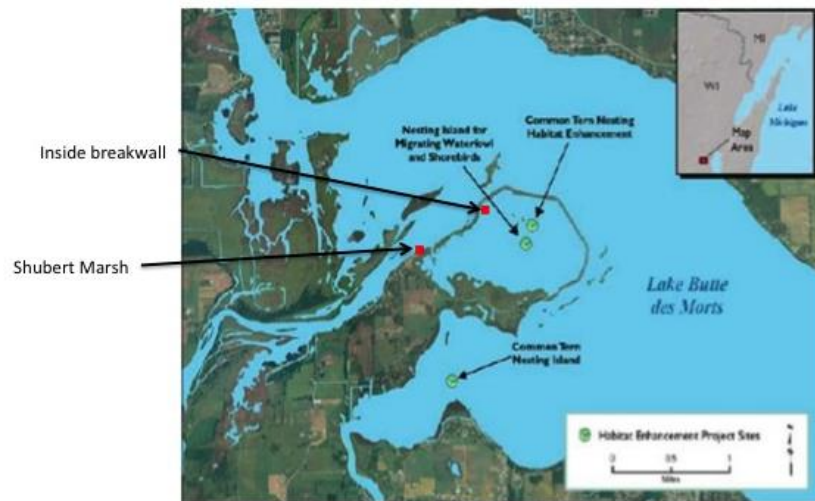 MI
WI
Lake
Michigan
Map
Area
Common Tern Nesting
Habitat Enhancement
Nesting Island for
Migrating Waterfowl
and Shorebirds
Inside breakwall
Shubert Marsh
Lake Butte
des Morts
Common Tern
Nesting Island
Habitat Enhancement Project Sites
0 0.5 1
Miles